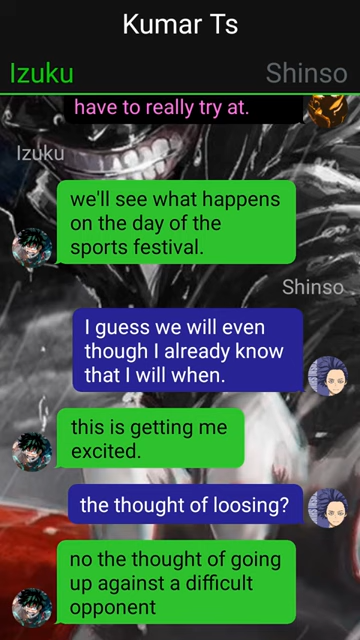 Kumar Ts
Izuku
Shinso
have to really try at.
Izuku
we'll see what happens
on the day of the
sports festival.
Shinso
I guess we will even
though I already know
that I will when.
this is getting me
excited.
the thought of loosing?
no the thought of going
up against a difficult
opponent